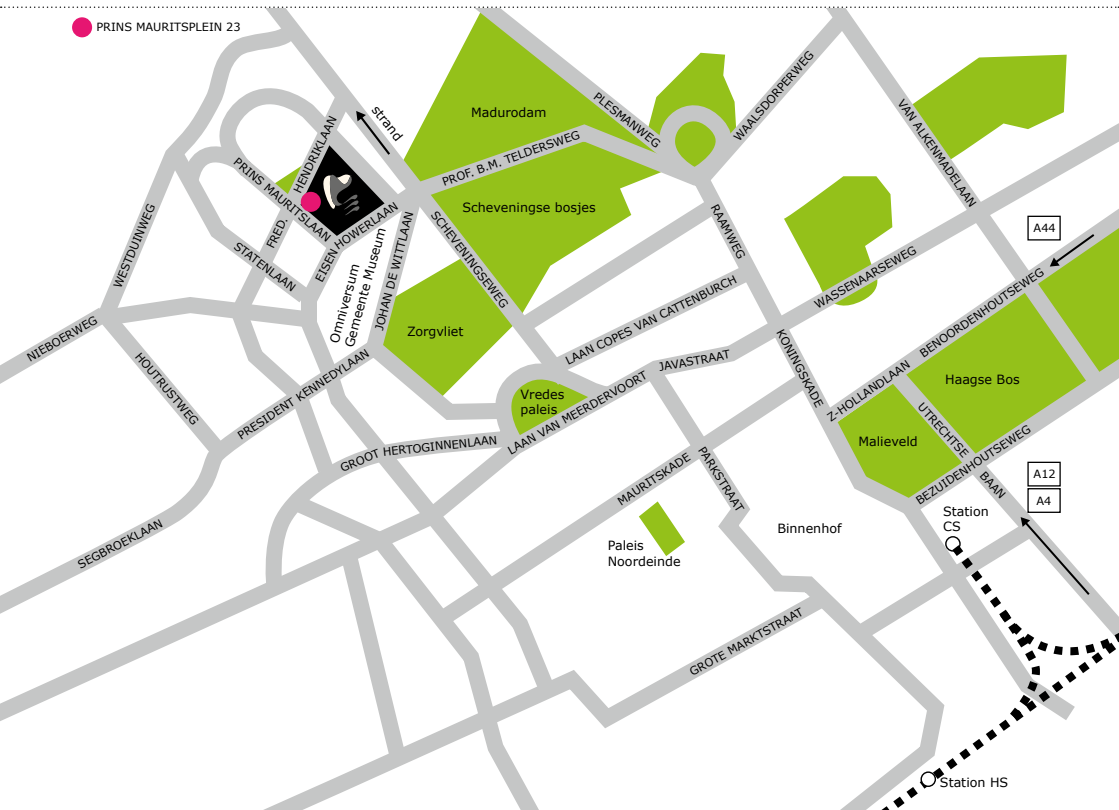 PRINS MAURITSPLEIN 23
strand
Madurodam
PLESMANWEG
WAALSDORPERWEG
VAN ALKENMADELAAN
PROF. B.M. TELDERSWEG
FRED. HENDRIKLAAN
PRINS MAURITSLAAN
EISEN HOWERLAAN
STATENLAAN
WESTDUINWEG
Scheveningse bosjes
SCHEVENINGSEWEG
RAAMWEG
A44
WASSENAARSEWEG
BENOORDENHOUTSEWEG
Omniversum
Gemeente Museum
JOHAN DE WITTLAAN
Zorgvliet
LAAN COPES VAN CATTENBURCH
NIEBOERWEG
HOUTRUSTWEG
PRESIDENT KENNEDYLAAN
JAVASTRAAT
KONINGSKADE
Z-HOLLANDLAAN
Haagse Bos
Vredes
paleis
LAAN VAN MEERDERVOORT
GROOT HERTOGINNENLAAN
Malieveld
UTRECHTSE
BAAN
BEZUIDENHOUTSEWEG
MAURITSKADE
PARKSTRAAT
A12
A4
SEGBROEKLAAN
Station
CS
Binnenhof
Paleis
Noordeinde
GROTE MARKTSTRAAT
Station HS